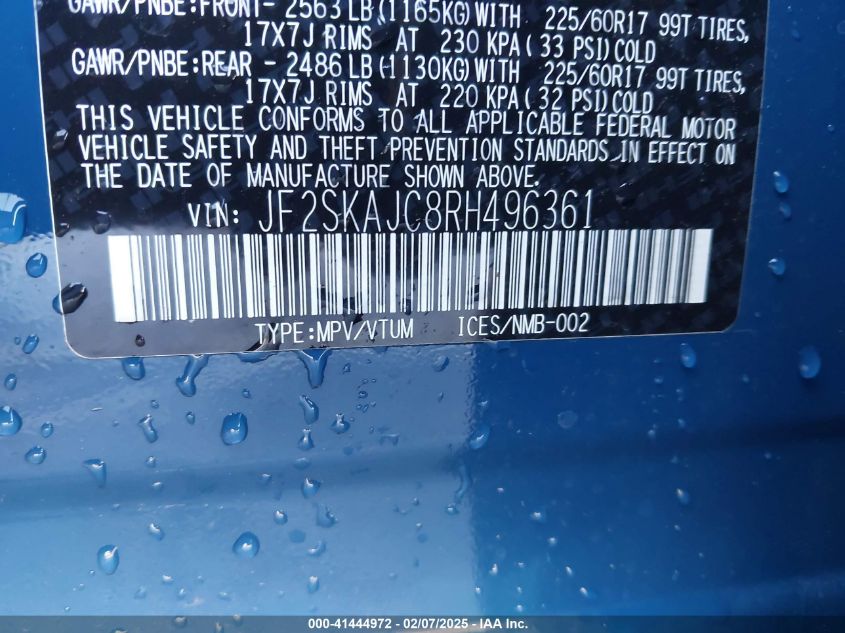 GAWR/PNBE:FRONT- 2563 LB(1165KG)WITH 225/60R17 99T TIRES,
17X7J RIMS AT 230 KPA(33 PSI)COLD
GAWR/PNBE:REAR - 2486 LB(1130KG)WITH 225/60R17 99T TIRES,
17X7J RIMS AT 220 KPA(32 PSI)COLD
THIS VEHICLE CONFORMS TO ALL APPLICABLE FEDERAL MOTOR
VEHICLE SAFETY AND THEFT PREVENTION STANDARDS IN EFFECT ON
THE DATE OF MANUFACTURE SHOWN ABOVE.
VIN: JF2SKAJC8RH496361
TYPE:MPV/VTUM ICES/NMB-002
000-41444972 - 02/07/2025 - IAA Inc.